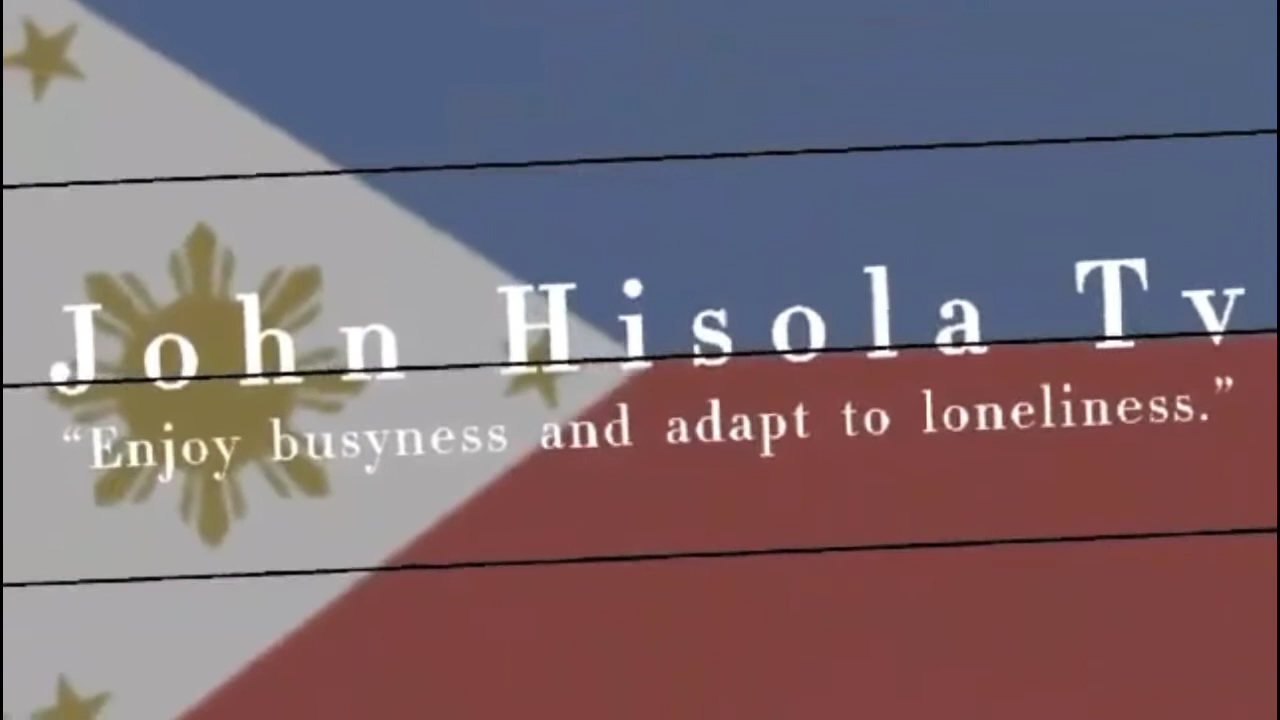 John Hisola Tv
“Enjoy busyness and adapt to loneliness.”